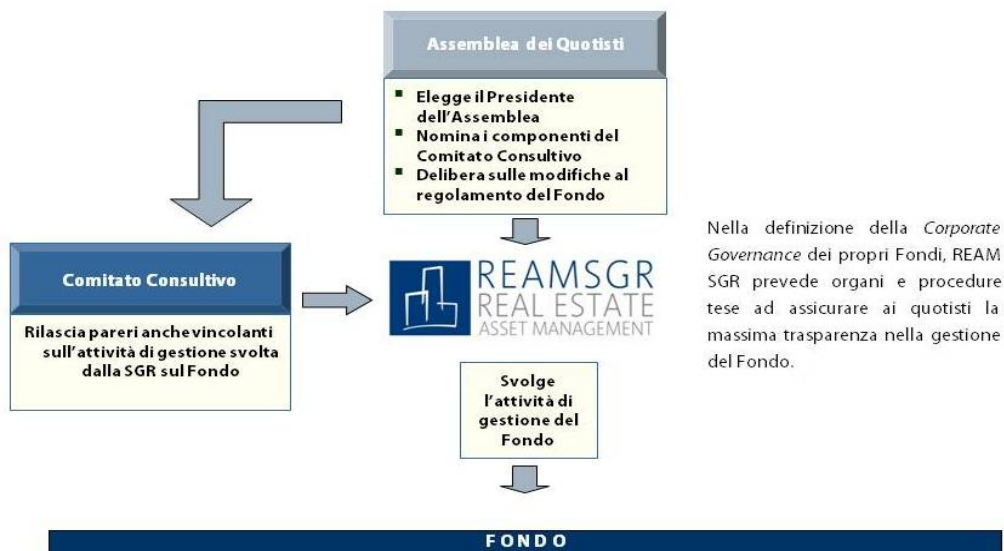 Assemblea dei Quotisti
Elegge il Presidente
dell'Assemblea
Nomina i componenti del
Comitato Consultivo
Delibera sulle modifiche al
regolamento del Fondo
Comitato Consultivo
Rilascia pareri anche vincolanti
sull'attività di gestione svolta
dalla SGR sul Fondo
REAMSGR
REAL ESTATE
ASSET MANAGEMENT
Nella definizione della Corporate
Governance dei propri Fondi, REAM
SGR prevede organi e procedure
tese ad assicurare ai quotisti la
massima trasparenza nella gestione
del Fondo.
Svolge
l'attività di
gestione del
Fondo
FONDO